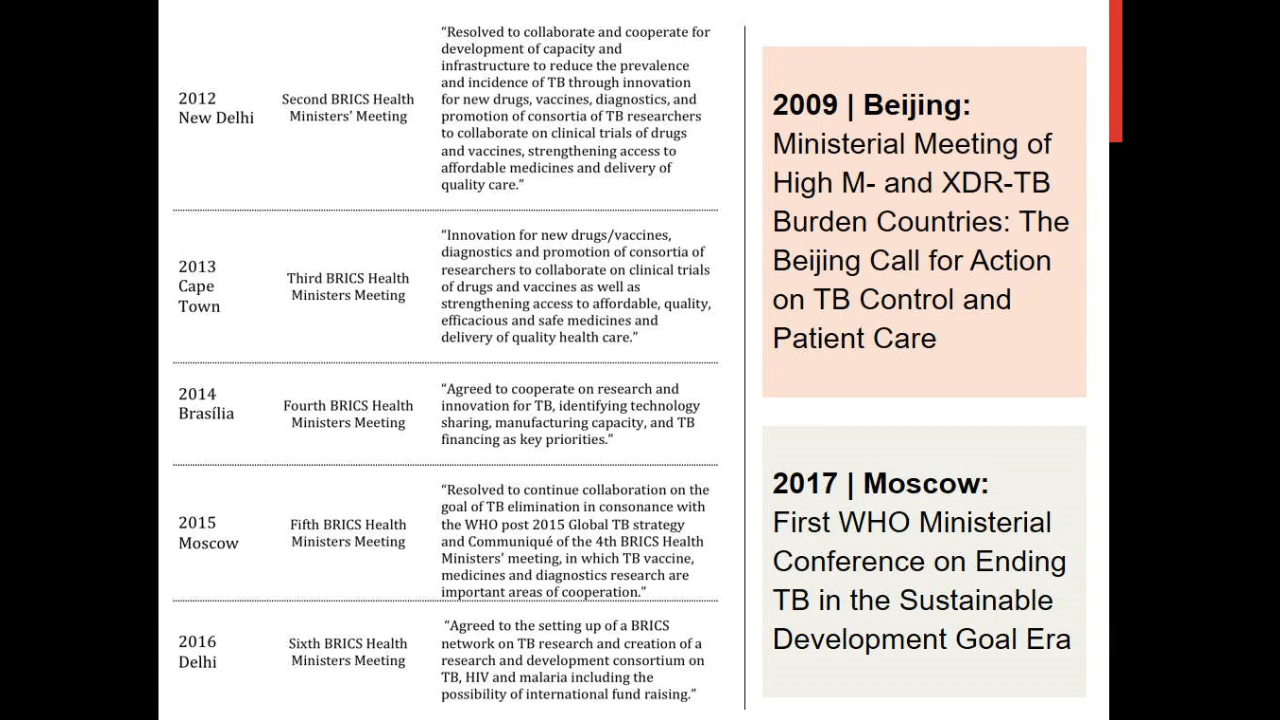 2012
New Delhi
Second BRICS Health
Ministers' Meeting
“Resolved to collaborate and cooperate for
development of capacity and
infrastructure to reduce the prevalence
and incidence of TB through innovation
for new drugs, vaccines, diagnostics, and
promotion of consortia of TB researchers
to collaborate on clinical trials of drugs
and vaccines, strengthening access to
affordable medicines and delivery of
quality care.”
2013
Cape
Town
Third BRICS Health
Ministers Meeting
“Innovation for new drugs/vaccines,
diagnostics and promotion of consortia of
researchers to collaborate on clinical trials
of drugs and vaccines as well as
strengthening access to affordable, quality,
efficacious and safe medicines and
delivery of quality health care.”
2014
Brasília
Fourth BRICS Health
Ministers Meeting
“Agreed to cooperate on research and
innovation for TB, identifying technology
sharing, manufacturing capacity, and TB
financing as key priorities.”
2015
Moscow
Fifth BRICS Health
Ministers Meeting
“Resolved to continue collaboration on the
goal of TB elimination in consonance with
the WHO post 2015 Global TB strategy
and Communiqué of the 4th BRICS Health
Ministers' meeting, in which TB vaccine,
medicines and diagnostics research are
important areas of cooperation.”
2016
Delhi
Sixth BRICS Health
Ministers Meeting
“Agreed to the setting up of a BRICS
network on TB research and creation of a
research and development consortium on
TB, HIV and malaria including the
possibility of international fund raising.”
2009 | Beijing:
Ministerial Meeting of
High M- and XDR-TB
Burden Countries: The
Beijing Call for Action
on TB Control and
Patient Care
2017 | Moscow:
First WHO Ministerial
Conference on Ending
TB in the Sustainable
Development Goal Era